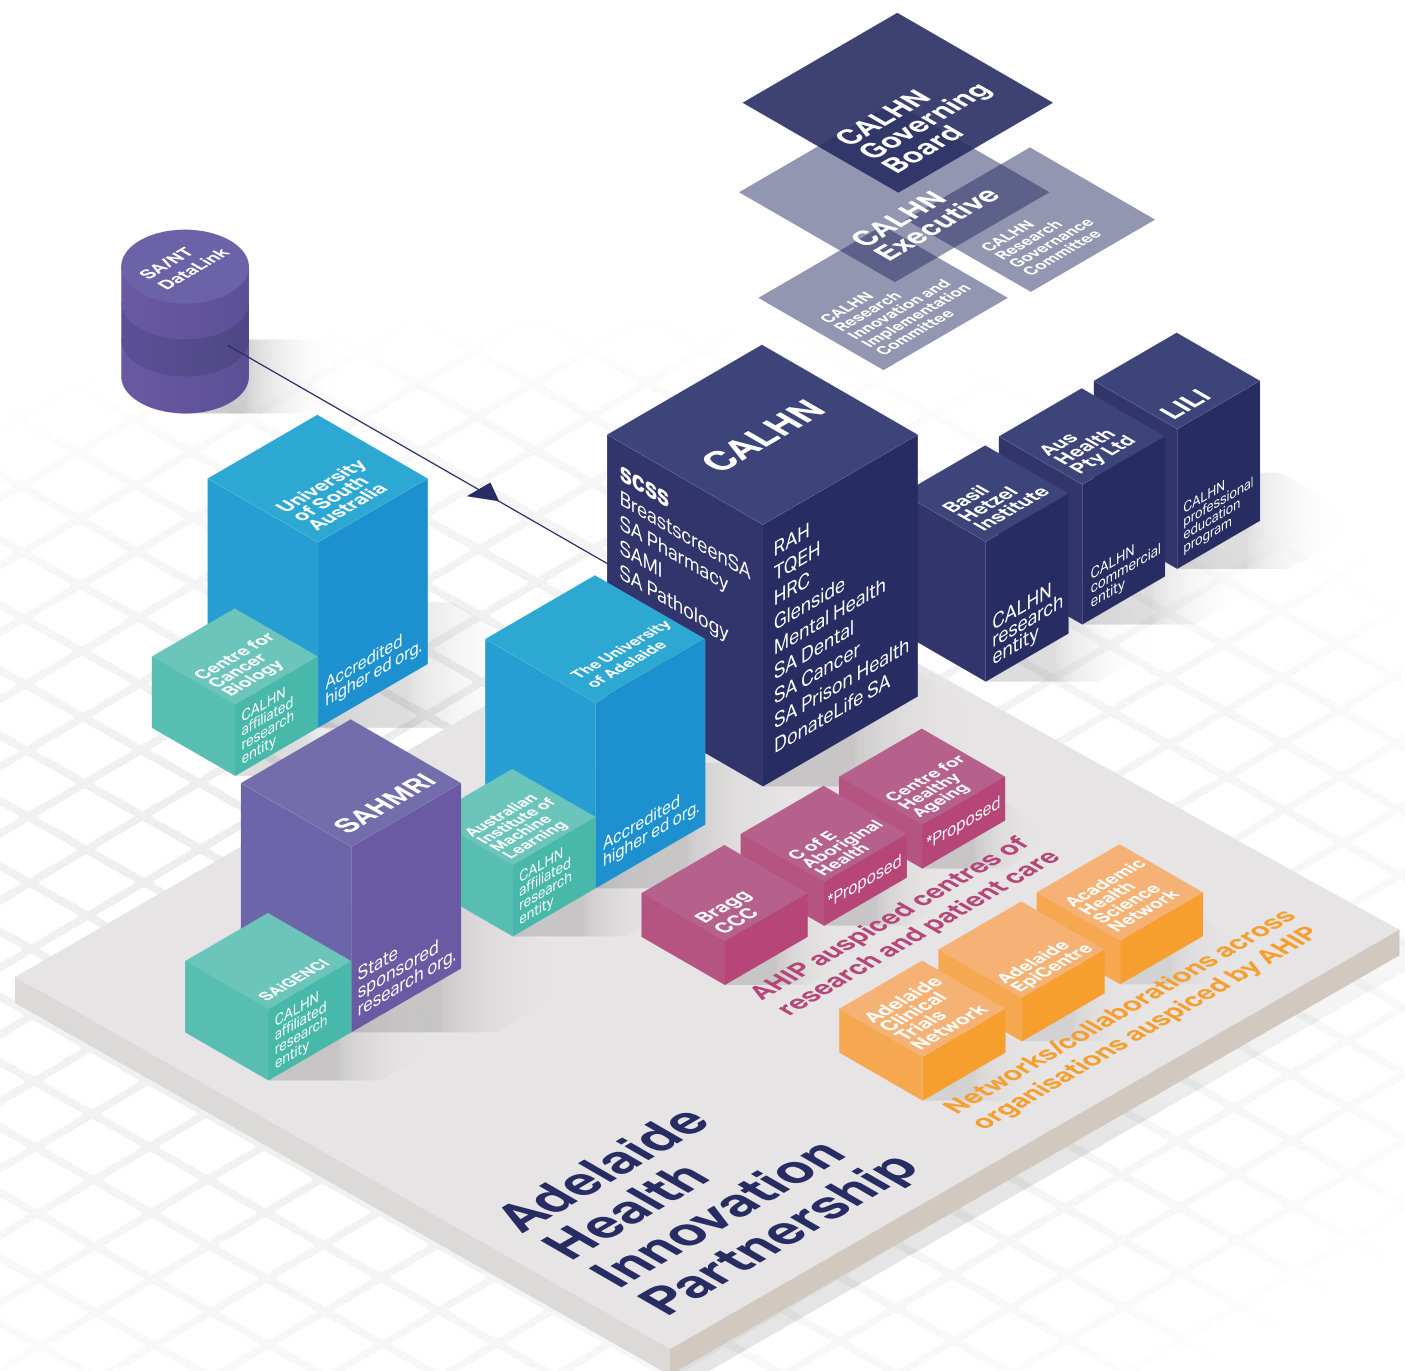 CALHN
Governing
Board
CALHN
Executive
CALHN
Research
Governance
Committee
CALHN
Research
Innovation and
Implementation
Committee
SA/NT
DataLink
CALHN
SCSS
BreastscreenSA
SA Pharmacy
SAMI
SA Pathology
RAH
TQEH
HRC
Glenside
Mental Health
SA Dental
SA Cancer
SA Prison Health
DonateLife SA
Basil
Hetzel
Institute
CALHN
research
entity
Aus
Health
Pty Ltd
CALHN
commercial
entity
LILI
CALHN
professional
education
program
University
of South
Australia
Accredited
higher ed org.
Centre for
Cancer
Biology
CALHN
affiliated
research
entity
The University
of Adelaide
Accredited
higher ed org.
Australian
Institute of
Machine
Learning
CALHN
affiliated
research
entity
SAHMRI
State
sponsored
research org.
SAiGENCI
CALHN
affiliated
research
entity
Bragg
CCC
C of E
Aboriginal
Health
*Proposed
Centre for
Healthy
Ageing
*Proposed
AHIP auspiced centres of
research and patient care
Adelaide
Clinical
Trials
Network
Adelaide
EpiCentre
Academic
Health
Science
Network
Networks/collaborations across
organisations auspiced by AHIP
Adelaide
Health
Innovation
Partnership